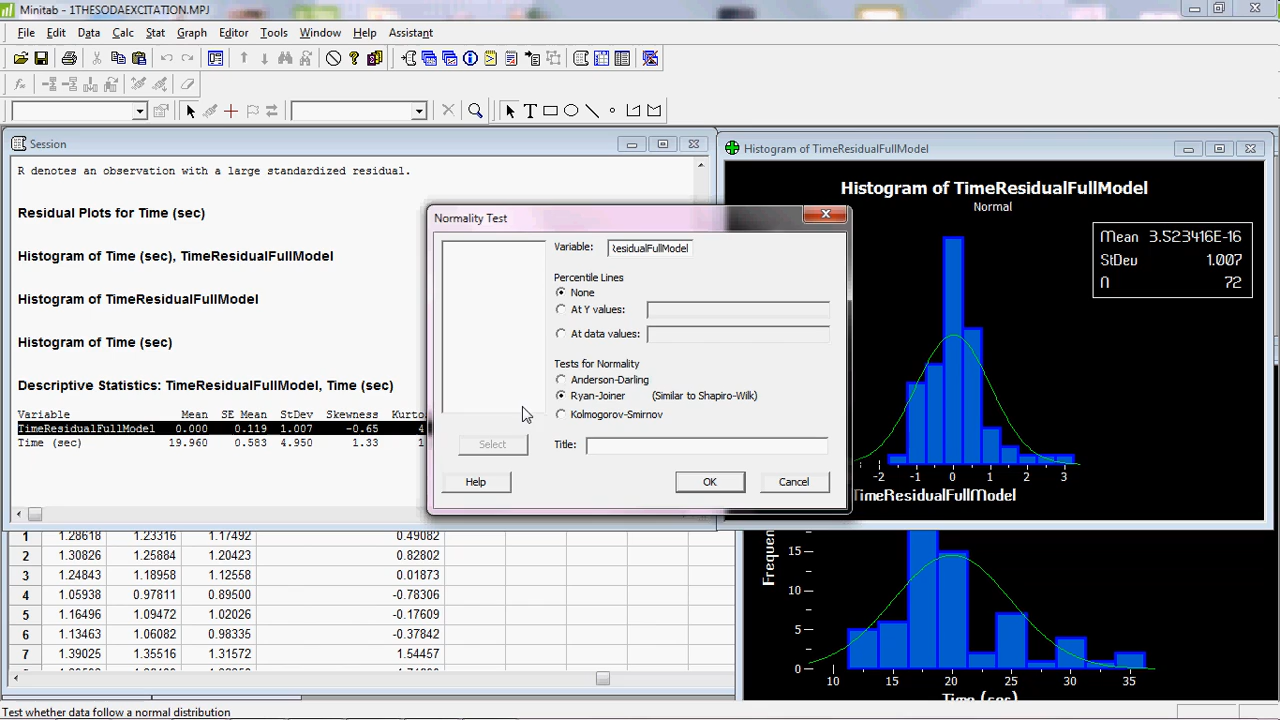 Minitab - 1THESODAEXCITATION.MPJ
File Edit Data Calc Stat Graph Editor Tools Window Help Assistant
Session
R denotes an observation with a large standardized residual.
Residual Plots for Time (sec)
Histogram of Time (sec), TimeResidualFullModel
Histogram of TimeResidualFullModel
Histogram of Time (sec)
Descriptive Statistics: TimeResidualFullModel, Time (sec)
Variable Mean SE Mean StDev Skewness Kurto
TimeResidualFullModel 0.000 0.119 1.007 -0.65 4
Time (sec) 19.960 0.583 4.950 1.33 1
Normality Test
Variable: ResidualFullModel
Percentile Lines
None
At Y values:
At data values:
Tests for Normality
Anderson-Darling
Ryan-Joiner (Similar to Shapiro-Wilk)
Kolmogorov-Smirnov
Select
Title:
Help OK Cancel
Histogram of TimeResidualFullModel
Histogram of TimeResidualFullModel
Normal
Mean 3.523416E-16
StDev 1.007
N 72
-2 -1 0 1 2 3
TimeResidualFullModel
1 1.28618 1.23316 1.17492 0.49082
2 1.30826 1.25884 1.20423 0.82802
3 1.24843 1.18958 1.12558 0.01873
4 1.09938 0.97811 0.89500 -0.78306
5 1.16496 1.09472 1.02026 -0.17609
6 1.13463 1.06082 0.98335 -0.37842
7 1.39025 1.35516 1.31572 1.54457
Frequency
15
10
5
0
10 15 20 25 30 35
Time (sec)
Test whether data follow a normal distribution